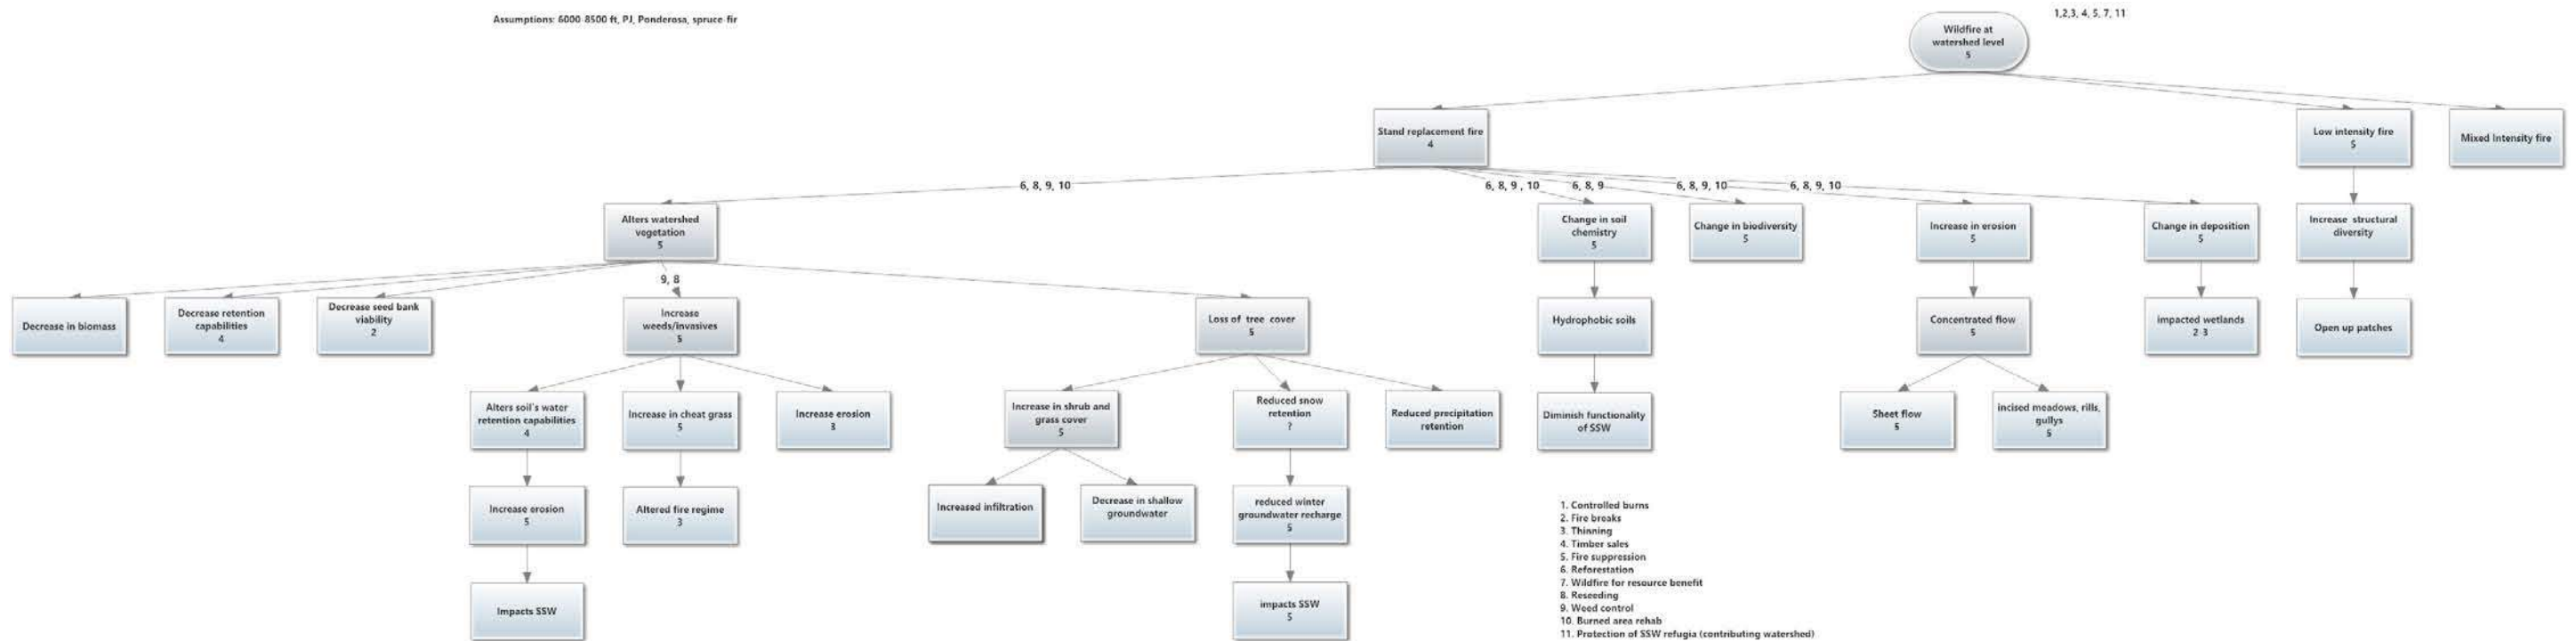 Assumptions: 6000-8500 ft, PJ, Ponderosa, spruce-fir
1,2,3, 4, 5, 7, 11
Wildfire at
watershed level
5
Stand replacement fire
4
Low intensity fire
5
Mixed Intensity fire
6, 8, 9, 10
6, 8, 9 , 10
6, 8, 9
6, 8, 9, 10
6, 8, 9, 10
Alters watershed
vegetation
5
Change in soil
chemistry
5
Change in biodiversity
5
Increase in erosion
5
Change in deposition
5
Increase structural
diversity
9, 8
Decrease in biomass
Decrease retention
capabilities
4
Decrease seed bank
viability
2
Increase
weeds/invasives
5
Loss of tree cover
5
Hydrophobic soils
Concentrated flow
5
impacted wetlands
2-3
Open up patches
Alters soil's water
retention capabilities
4
Increase in cheat grass
5
Increase erosion
3
Increase in shrub and
grass cover
5
Reduced snow
retention
?
Reduced precipitation
retention
Diminish functionality
of SSW
Sheet flow
5
incised meadows, rills,
gullys
5
Increase erosion
5
Altered fire regime
3
Increased infiltration
Decrease in shallow
groundwater
reduced winter
groundwater recharge
5
Impacts SSW
impacts SSW
5
1. Controlled burns
2. Fire breaks
3. Thinning
4. Timber sales
5. Fire suppression
6. Reforestation
7. Wildfire for resource benefit
8. Reseeding
9. Weed control
10. Burned area rehab
11. Protection of SSW refugia (contributing watershed)